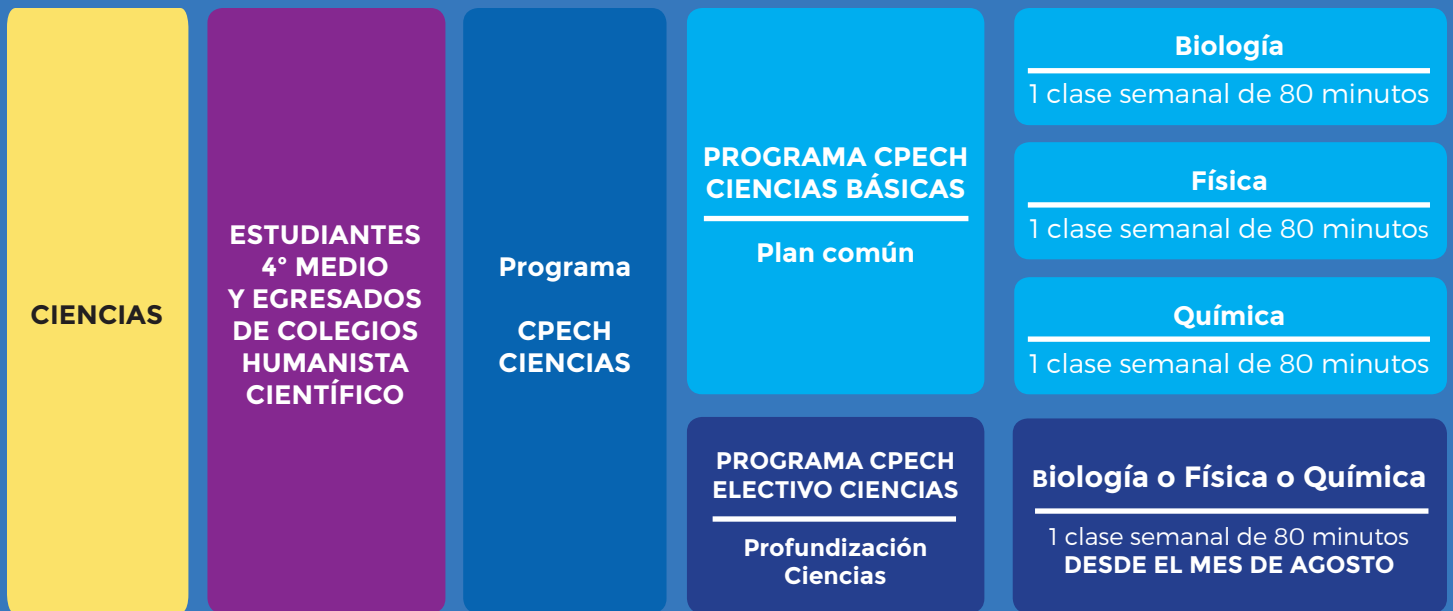 CIENCIAS
ESTUDIANTES
4° MEDIO
Y EGRESADOS
DE COLEGIOS
HUMANISTA
CIENTÍFICO
Programa
CPECH
CIENCIAS
PROGRAMA CPECH
CIENCIAS BÁSICAS
Plan común
Biología
1 clase semanal de 80 minutos
Física
1 clase semanal de 80 minutos
Química
1 clase semanal de 80 minutos
PROGRAMA CPECH
ELECTIVO CIENCIAS
Profundización
Ciencias
Biología o Física o Química
1 clase semanal de 80 minutos
DESDE EL MES DE AGOSTO